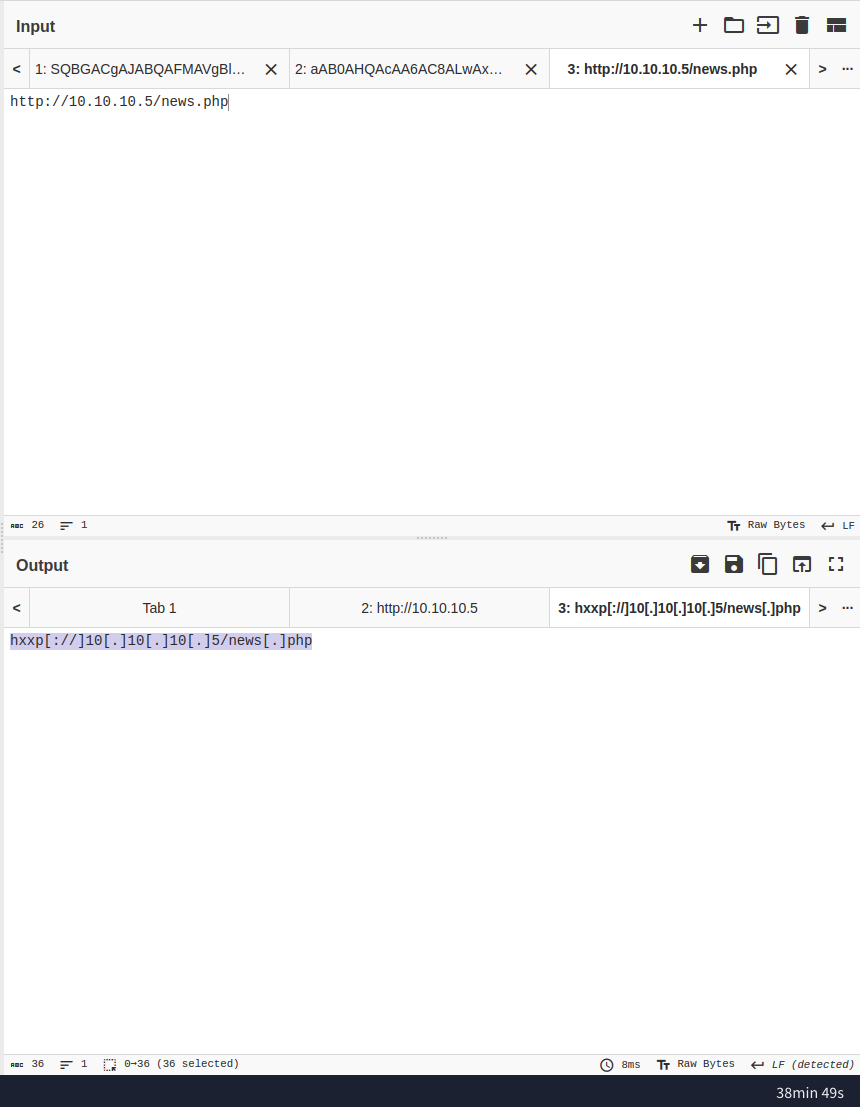 Input
< 1: SQBGACgAJABQAFMAVgBl... 2: aAB0AHQAcAA6AC8ALwAx... 3: http://10.10.10.5/news.php > ...
http://10.10.10.5/news.php
ABC 26 1 Tт Raw Bytes LF
Output
< Tab 1 2: http://10.10.10.5 3: hxxp[://]10[.]10[.]10[.]5/news[.]php > ...
hxxp[://]10[.]10[.]10[.]5/news[.]php
ABC 36 1 0→36 (36 selected) 8ms Tт Raw Bytes LF (detected)
38min 49s